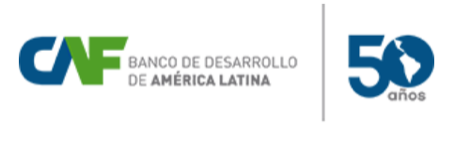 CAF BANCO DE DESARROLLO
DE AMÉRICA LATINA
50
años